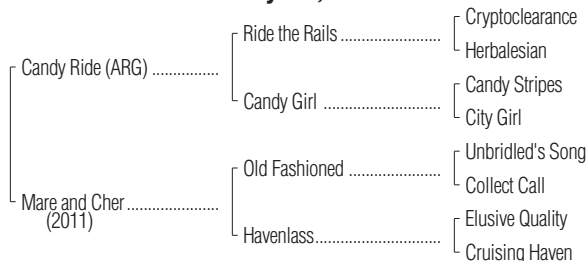 Cryptoclearance
Ride the Rails
Herbalesian
Candy Ride (ARG)
Candy Stripes
Candy Girl
City Girl
Unbridled's Song
Old Fashioned
Collect Call
Mare and Cher
(2011)
Elusive Quality
Havenlass
Cruising Haven